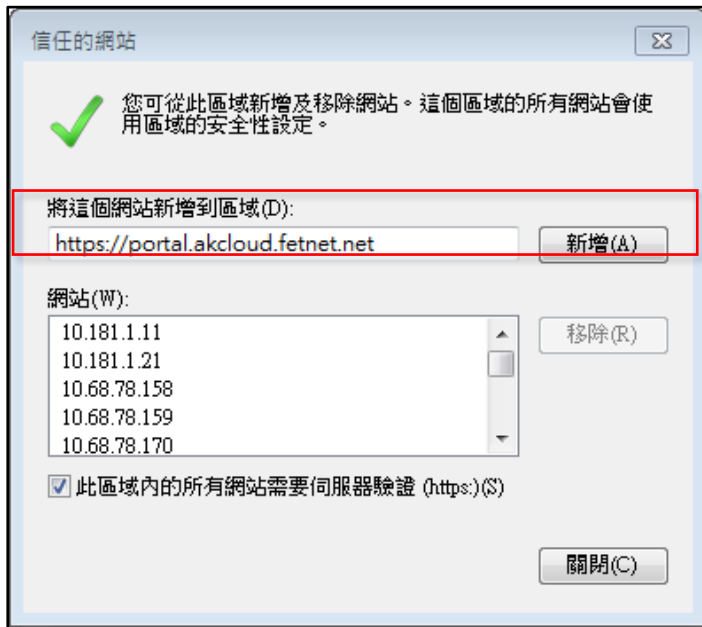 信任的網站
您可從此區域新增及移除網站。這個區域的所有網站會使
用區域的安全性設定。
將這個網站新增到區域(D):
https://portal.akcloud.fetnet.net
新增(A)
網站(W):
10.181.1.11
10.181.1.21
10.68.78.158
10.68.78.159
10.68.78.170
移除(R)
此區域內的所有網站需要伺服器驗證 (https:)(S)
關閉(C)